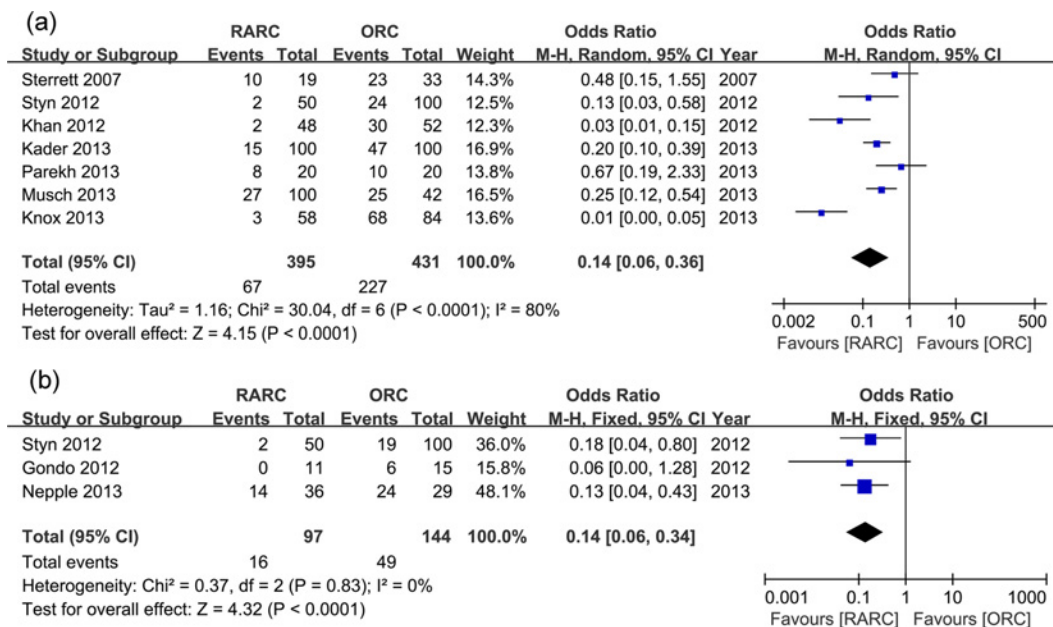 (a)
RARC ORC Odds Ratio Odds Ratio
Study or Subgroup Events Total Events Total Weight M-H, Random, 95% CI Year M-H, Random, 95% CI
Sterrett 2007 10 19 23 33 14.3% 0.48 [0.15, 1.55] 2007
Styn 2012 2 50 24 100 12.5% 0.13 [0.03, 0.58] 2012
Khan 2012 2 48 30 52 12.3% 0.03 [0.01, 0.15] 2012
Kader 2013 15 100 47 100 16.9% 0.20 [0.10, 0.39] 2013
Parekh 2013 8 20 10 20 13.8% 0.67 [0.19, 2.33] 2013
Musch 2013 27 100 25 42 16.5% 0.25 [0.12, 0.54] 2013
Knox 2013 3 58 68 84 13.6% 0.01 [0.00, 0.05] 2013
Total (95% CI) 395 431 100.0% 0.14 [0.06, 0.36]
Total events 67 227
Heterogeneity: Tau² = 1.16; Chi² = 30.04, df = 6 (P < 0.0001); I² = 80%
Test for overall effect: Z = 4.15 (P < 0.0001)
0.002 0.1 1 10 500
Favours [RARC] Favours [ORC]
(b)
RARC ORC Odds Ratio Odds Ratio
Study or Subgroup Events Total Events Total Weight M-H, Fixed, 95% CI Year M-H, Fixed, 95% CI
Styn 2012 2 50 19 100 36.0% 0.18 [0.04, 0.80] 2012
Gondo 2012 0 11 6 15 15.8% 0.06 [0.00, 1.28] 2012
Nepple 2013 14 36 24 29 48.1% 0.13 [0.04, 0.43] 2013
Total (95% CI) 97 144 100.0% 0.14 [0.06, 0.34]
Total events 16 49
Heterogeneity: Chi² = 0.37, df = 2 (P = 0.83); I² = 0%
Test for overall effect: Z = 4.32 (P < 0.0001)
0.001 0.1 1 10 1000
Favours [RARC] Favours [ORC]